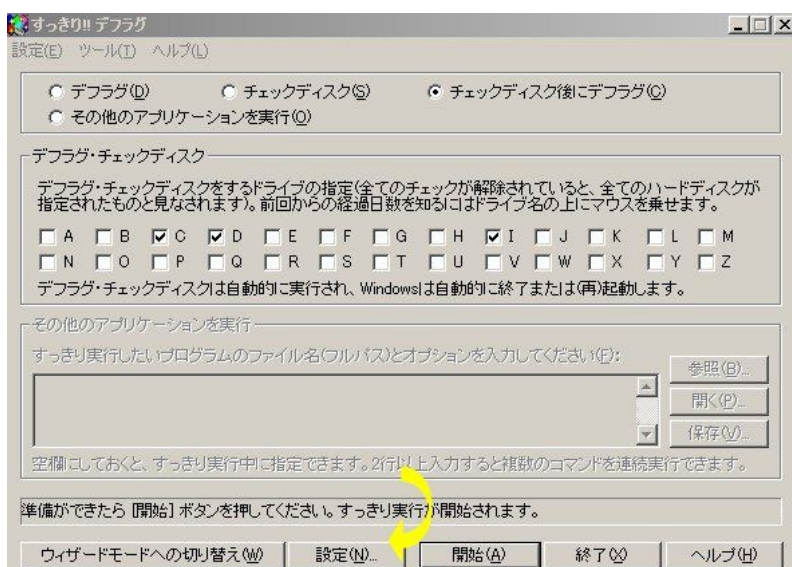 すっきり!! デフラグ
設定(E) ツール(T) ヘルプ(L)
デフラグ(D) チェックディスク(S) チェックディスク後にデフラグ(C)
その他のアプリケーションを実行(O)
デフラグ・チェックディスク
デフラグ・チェックディスクをするドライブの指定(全てのチェックが解除されていると、全てのハードディスクが
指定されたものと見なされます)。前回からの経過日数を知るにはドライブ名の上にマウスを乗せます。
A B C D E F G H I J K L M
N O P Q R S T U V W X Y Z
デフラグ・チェックディスクは自動的に実行され、Windowsは自動的に終了または(再)起動します。
その他のアプリケーションを実行
すっきり実行したいプログラムのファイル名(フルパス)とオプションを入力してください(F):
参照(B)...
開く(P)...
保存(V)...
空欄にしておくと、すっきり実行中に指定できます。2行以上入力すると複数のコマンドを連続実行できます。
準備ができたら [開始] ボタンを押してください。すっきり実行が開始されます。
ウィザードモードへの切り替え(W) 設定(N)... 開始(A) 終了(X) ヘルプ(H)